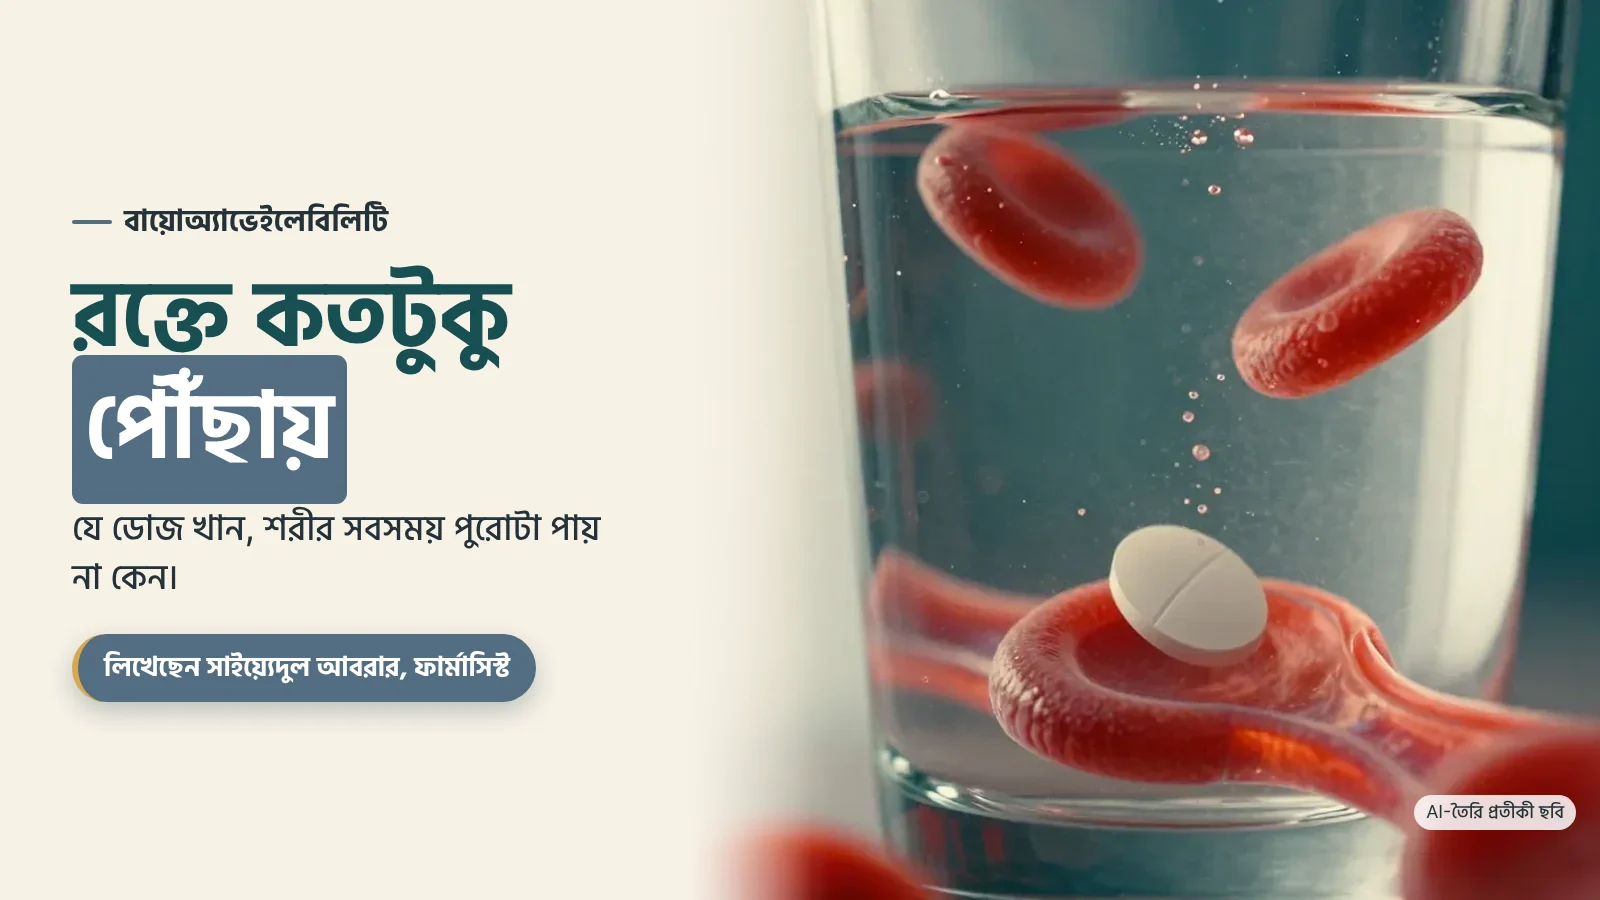 বায়োঅ্যাভেইলেবিলিটি
রক্তে কতটুকু
পৌঁছায়
যে ডোজ খান, শরীর সবসময় পুরোটা পায়
না কেন।
লিখেছেন সাইয়্যেদুল আবরার, ফার্মাসিস্ট
AI-তৈরি প্রতীকী ছবি